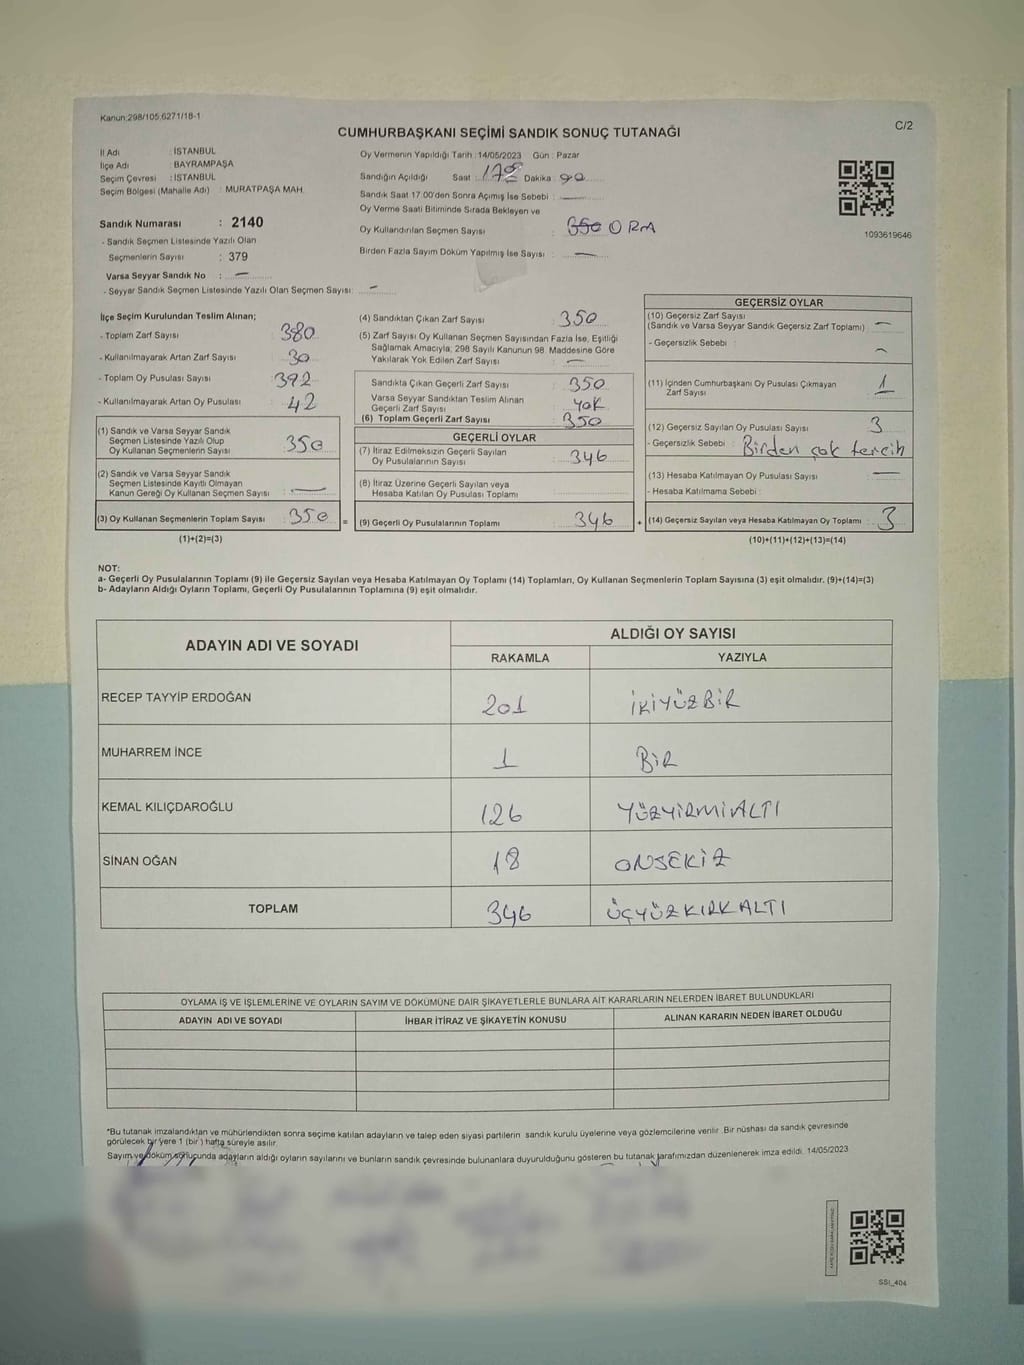 Kanun:298/105,6271/18-1
C/2
CUMHURBAŞKANI SEÇİMİ SANDIK SONUÇ TUTANAĞI
İl Adı : İSTANBUL
İlçe Adı : BAYRAMPAŞA
Seçim Çevresi : İSTANBUL
Seçim Bölgesi (Mahalle Adı) : MURATPAŞA MAH.
Sandık Numarası : 2140
- Sandık Seçmen Listesinde Yazılı Olan
Seçmenlerin Sayısı : 379
Varsa Seyyar Sandık No : —
- Seyyar Sandık Seçmen Listesinde Yazılı Olan Seçmen Sayısı: —
Oy Vermenin Yapıldığı Tarih : 14/05/2023 Gün : Pazar
Sandığın Açıldığı Saat : Dakika :
Sandık Saat 17.00'den Sonra Açılmış İse Sebebi : —
Oy Verme Saati Bitiminde Sırada Bekleyen ve
Oy Kullandırılan Seçmen Sayısı : 350 0
Birden Fazla Sayım Döküm Yapılmış İse Sayısı : —
1093619646
İlçe Seçim Kurulundan Teslim Alınan;
- Toplam Zarf Sayısı 380
- Kullanılmayarak Artan Zarf Sayısı 30
- Toplam Oy Pusulası Sayısı 392
- Kullanılmayarak Artan Oy Pusulası 42
(1) Sandık ve Varsa Seyyar Sandık
Seçmen Listesinde Yazılı Olup
Oy Kullanan Seçmenlerin Sayısı 350
(2) Sandık ve Varsa Seyyar Sandık
Seçmen Listesinde Kayıtlı Olmayan
Kanun Gereği Oy Kullanan Seçmen Sayısı : —
(3) Oy Kullanan Seçmenlerin Toplam Sayısı : 350
(1)+(2)=(3)
=
(4) Sandıktan Çıkan Zarf Sayısı : 350
(5) Zarf Sayısı Oy Kullanan Seçmen Sayısından Fazla İse, Eşitliği
Sağlamak Amacıyla, 298 Sayılı Kanunun 98. Maddesine Göre
Yakılarak Yok Edilen Zarf Sayısı : —
Sandıkta Çıkan Geçerli Zarf Sayısı : 350
Varsa Seyyar Sandıktan Teslim Alınan
Geçerli Zarf Sayısı YOK
(6) Toplam Geçerli Zarf Sayısı : 350
GEÇERLİ OYLAR
(7) İtiraz Edilmeksizin Geçerli Sayılan
Oy Pusulalarının Sayısı 346
(8) İtiraz Üzerine Geçerli Sayılan veya
Hesaba Katılan Oy Pusulası Toplamı
(9) Geçerli Oy Pusulalarının Toplamı : 346
+
GEÇERSİZ OYLAR
(10) Geçersiz Zarf Sayısı
(Sandık ve Varsa Seyyar Sandık Geçersiz Zarf Toplamı) : —
- Geçersizlik Sebebi : —
(11) İçinden Cumhurbaşkanı Oy Pusulası Çıkmayan
Zarf Sayısı : 1
(12) Geçersiz Sayılan Oy Pusulası Sayısı : 3
- Geçersizlik Sebebi : Birden çok tercih
(13) Hesaba Katılmayan Oy Pusulası Sayısı : —
- Hesaba Katılmama Sebebi :
(14) Geçersiz Sayılan veya Hesaba Katılmayan Oy Toplamı : 3
(10)+(11)+(12)+(13)=(14)
NOT:
a- Geçerli Oy Pusulalarının Toplamı (9) ile Geçersiz Sayılan veya Hesaba Katılmayan Oy Toplamı (14) Toplamları, Oy Kullanan Seçmenlerin Toplam Sayısına (3) eşit olmalıdır. (9)+(14)=(3)
b- Adayların Aldığı Oyların Toplamı, Geçerli Oy Pusulalarının Toplamına (9) eşit olmalıdır.
ADAYIN ADI VE SOYADI
ALDIĞI OY SAYISI
RAKAMLA YAZIYLA
RECEP TAYYİP ERDOĞAN 201 İKİYÜZBİR
MUHARREM İNCE 1 BİR
KEMAL KILIÇDAROĞLU 126 YÜZYİRMİALTI
SİNAN OĞAN 18 ONSEKİZ
TOPLAM 346 ÜÇYÜZKIRKALTI
OYLAMA İŞ VE İŞLEMLERİNE VE OYLARIN SAYIM VE DÖKÜMÜNE DAİR ŞİKAYETLERLE BUNLARA AİT KARARLARIN NELERDEN İBARET BULUNDUKLARI
ADAYIN ADI VE SOYADI İHBAR İTİRAZ VE ŞİKAYETİN KONUSU ALINAN KARARIN NEDEN İBARET OLDUĞU
*Bu tutanak imzalandıktan ve mühürlendikten sonra seçime katılan adayların ve talep eden siyasi partilerin sandık kurulu üyelerine veya gözlemcilerine verilir. Bir nüshası da sandık çevresinde
görülecek bir yere 1 (bir) hafta süreyle asılır.
Sayım ve döküm sonucunda adayların aldığı oyların sayılarını ve bunların sandık çevresinde bulunanlara duyurulduğunu gösteren bu tutanak tarafımızdan düzenlenerek imza edildi. 14/05/2023
SSI_404